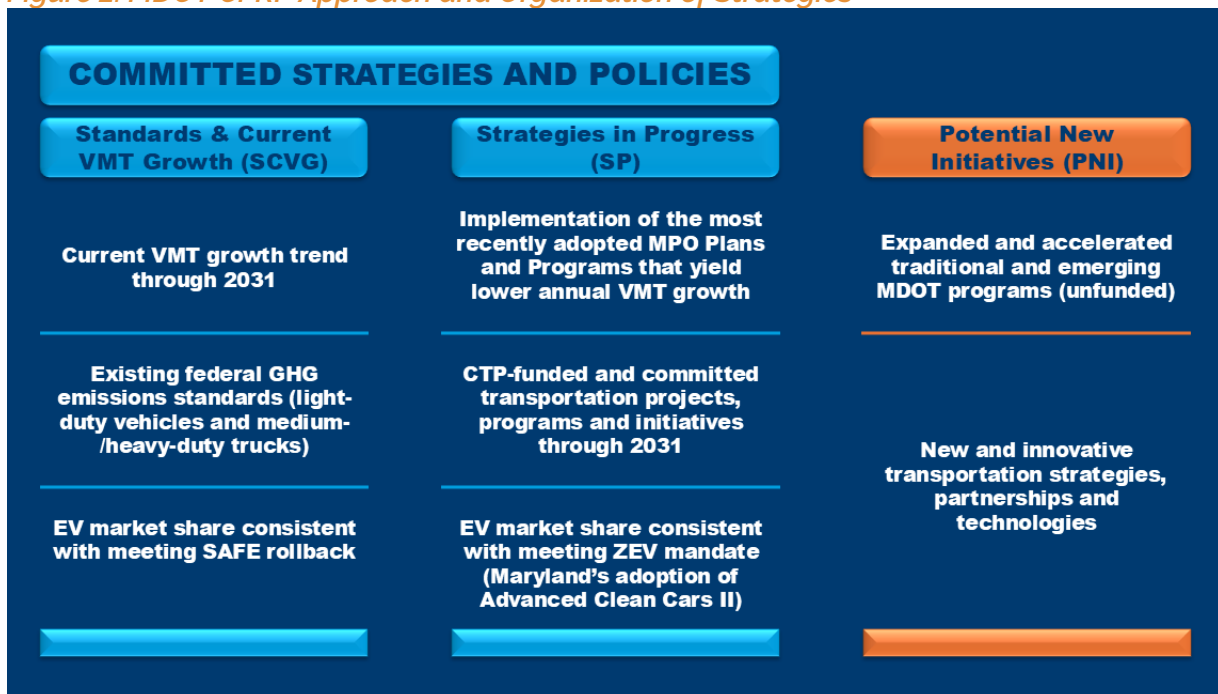 COMMITTED STRATEGIES AND POLICIES
Standards & Current
VMT Growth (SCVG)
Current VMT growth trend
through 2031
Existing federal GHG
emissions standards (light-
duty vehicles and medium-
/heavy-duty trucks)
EV market share consistent
with meeting SAFE rollback
Strategies in Progress
(SP)
Implementation of the most
recently adopted MPO Plans
and Programs that yield
lower annual VMT growth
CTP-funded and committed
transportation projects,
programs and initiatives
through 2031
EV market share consistent
with meeting ZEV mandate
(Maryland’s adoption of
Advanced Clean Cars II)
Potential New
Initiatives (PNI)
Expanded and accelerated
traditional and emerging
MDOT programs (unfunded)
New and innovative
transportation strategies,
partnerships and
technologies